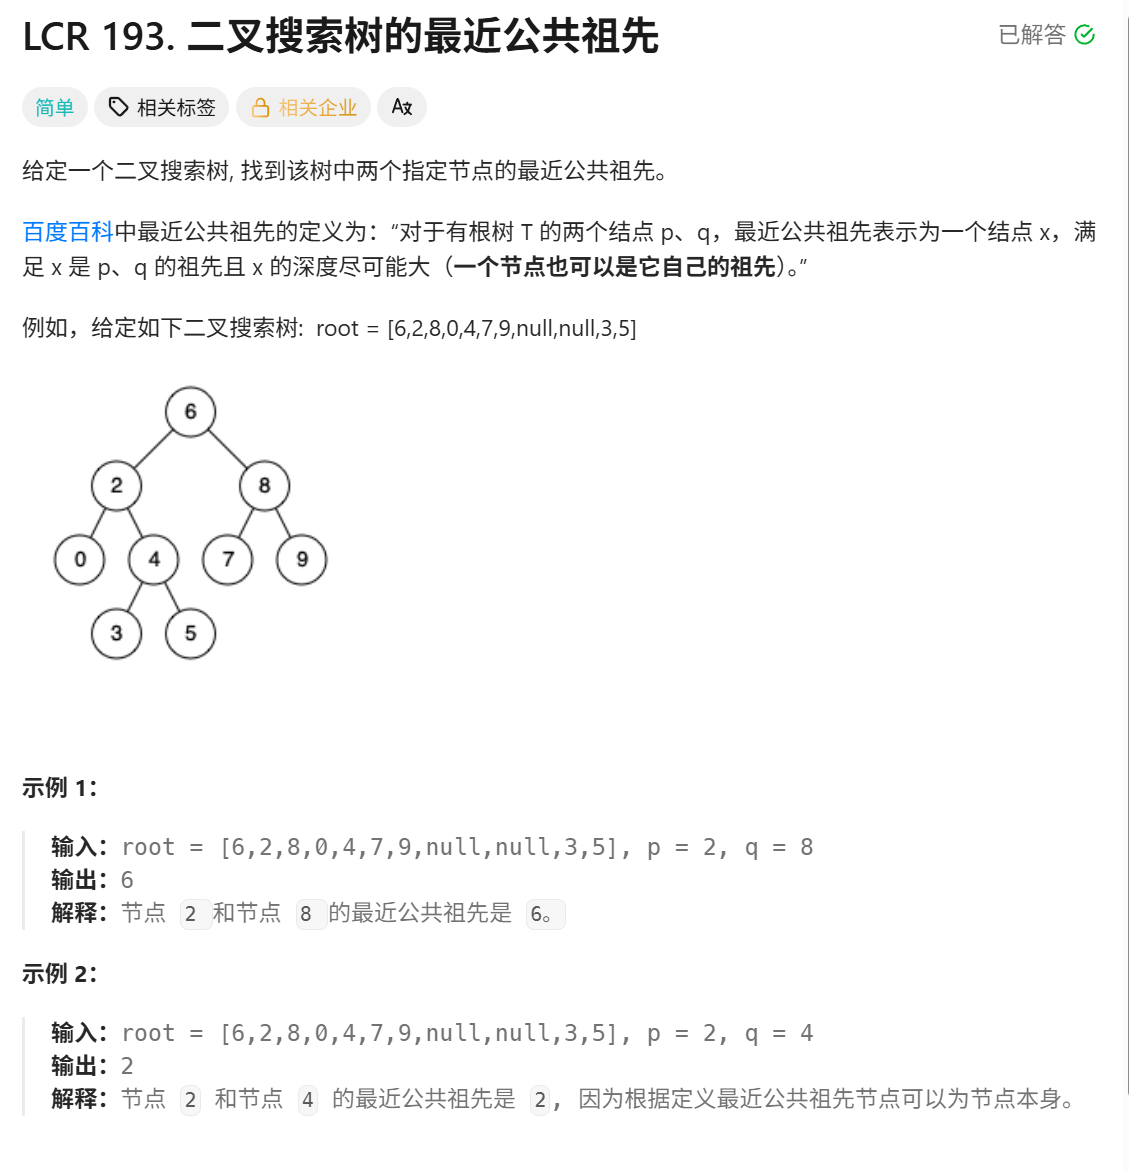 LCR 193. 二叉搜索树的最近公共祖先
已解答
简单 相关标签 相关企业 A文
给定一个二叉搜索树, 找到该树中两个指定节点的最近公共祖先。
百度百科中最近公共祖先的定义为：“对于有根树 T 的两个结点 p、q，最近公共祖先表示为一个结点 x，满
足 x 是 p、q 的祖先且 x 的深度尽可能大（一个节点也可以是它自己的祖先）。”
例如，给定如下二叉搜索树:  root = [6,2,8,0,4,7,9,null,null,3,5]
6
2 8
0 4 7 9
3 5
示例 1：
输入：root = [6,2,8,0,4,7,9,null,null,3,5], p = 2, q = 8
输出：6
解释：节点 2 和节点 8 的最近公共祖先是 6。
示例 2：
输入：root = [6,2,8,0,4,7,9,null,null,3,5], p = 2, q = 4
输出：2
解释：节点 2 和节点 4 的最近公共祖先是 2, 因为根据定义最近公共祖先节点可以为节点本身。